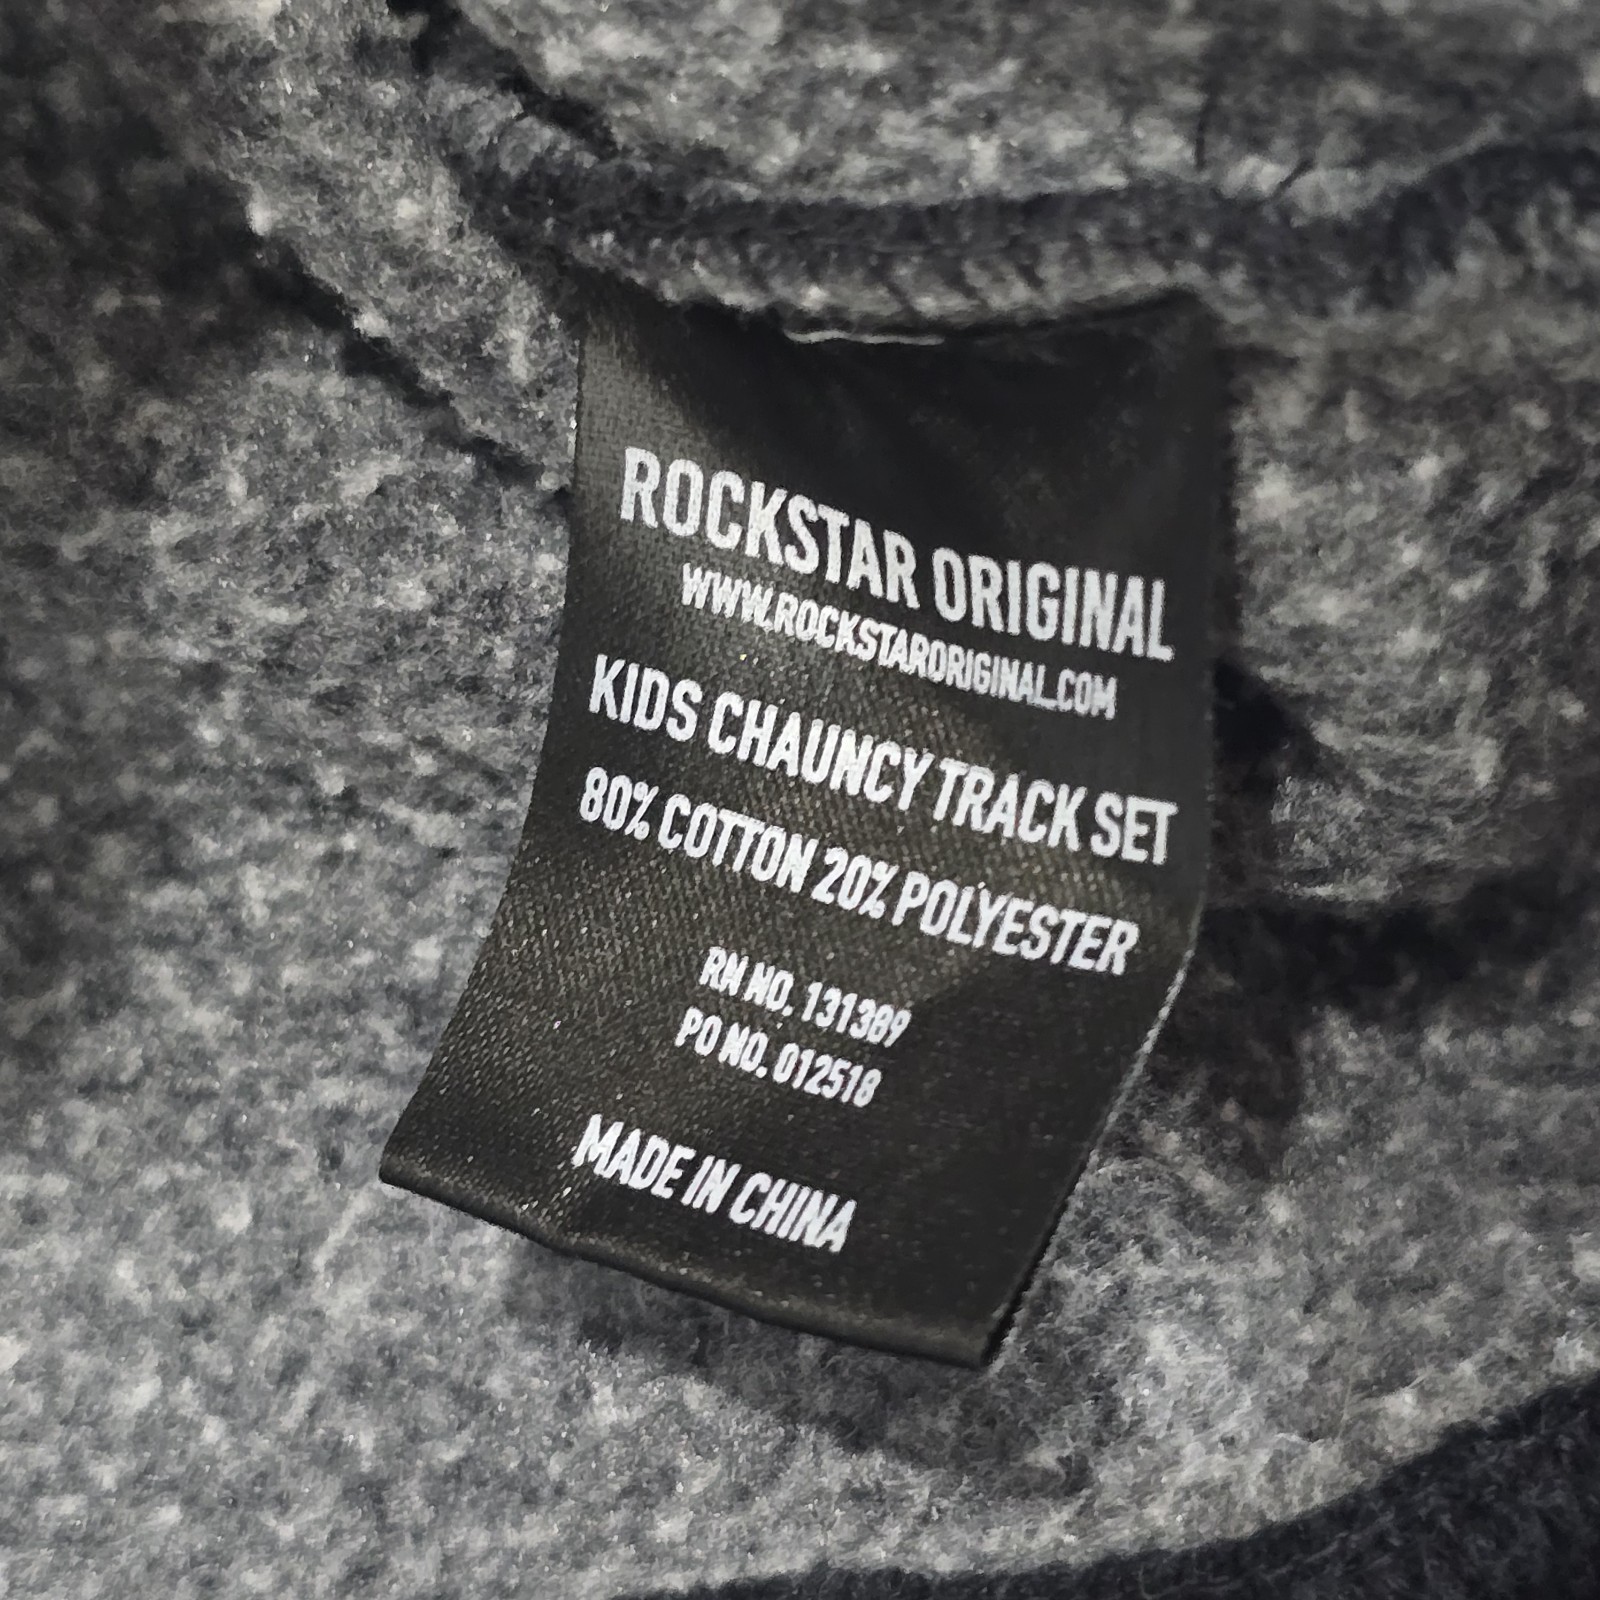 ROCKSTAR ORIGINAL
WWW.ROCKSTARORIGINAL.COM
KIDS CHAUNCY TRACK SET
80% COTTON 20% POLYESTER
RN NO. 131389
PO NO. 012518
MADE IN CHINA